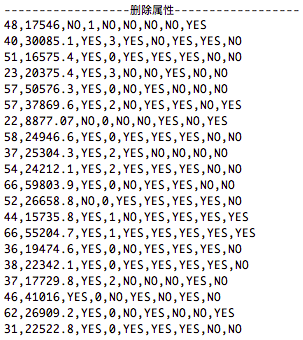 --------------------删除属性--------------------
48,17546,NO,1,NO,NO,NO,NO,YES
40,30085.1,YES,3,YES,NO,YES,YES,NO
51,16575.4,YES,0,YES,YES,YES,NO,NO
23,20375.4,YES,3,NO,NO,YES,NO,NO
57,50576.3,YES,0,NO,YES,NO,NO,NO
57,37869.6,YES,2,NO,YES,YES,NO,YES
22,8877.07,NO,0,NO,NO,YES,NO,YES
58,24946.6,YES,0,YES,YES,YES,NO,NO
37,25304.3,YES,2,YES,NO,NO,NO,NO
54,24212.1,YES,2,YES,YES,YES,NO,NO
66,59803.9,YES,0,NO,YES,YES,NO,NO
52,26658.8,NO,0,YES,YES,YES,YES,NO
44,15735.8,YES,1,NO,YES,YES,YES,YES
66,55204.7,YES,1,YES,YES,YES,YES,YES
36,19474.6,YES,0,NO,YES,YES,YES,NO
38,22342.1,YES,0,YES,YES,YES,YES,NO
37,17729.8,YES,2,NO,NO,NO,YES,NO
46,41016,YES,0,NO,YES,NO,YES,NO
62,26909.2,YES,0,NO,YES,NO,NO,YES
31,22522.8,YES,0,YES,YES,YES,NO,NO